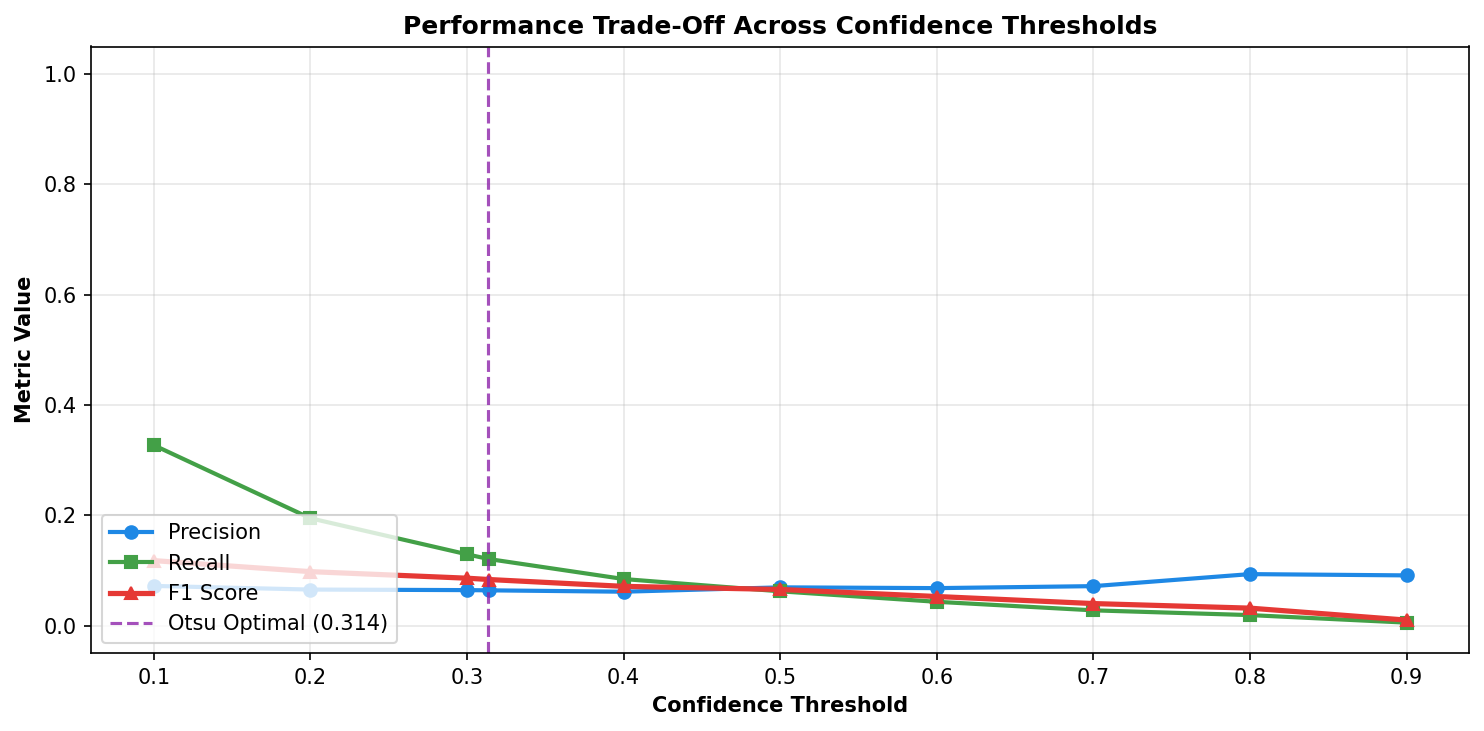 Performance Trade-Off Across Confidence Thresholds
Metric Value
1.0
0.8
0.6
0.4
0.2
0.0
Precision
Recall
F1 Score
Otsu Optimal (0.314)
0.1 0.2 0.3 0.4 0.5 0.6 0.7 0.8 0.9
Confidence Threshold